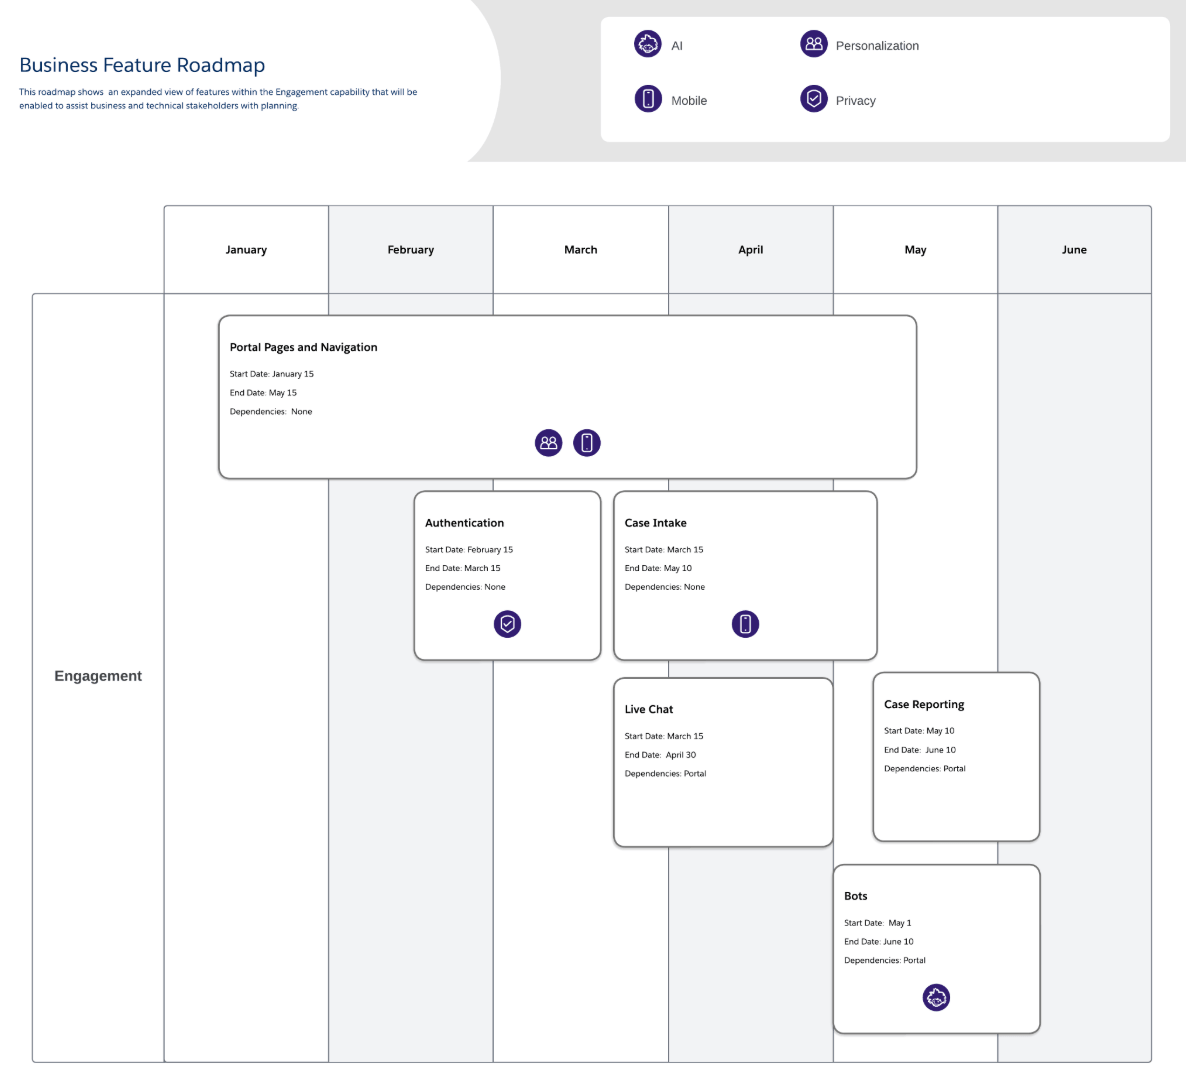 Business Feature Roadmap
This roadmap shows  an expanded view of features within the Engagement capability that will be
enabled to assist business and technical stakeholders with planning.
AI
Personalization
Mobile
Privacy
January
February
March
April
May
June
Engagement
Portal Pages and Navigation
Start Date: January 15
End Date: May 15
Dependencies:  None
Authentication
Start Date: February 15
End Date: March 15
Dependencies: None
Case Intake
Start Date: March 15
End Date: May 10
Dependencies: None
Live Chat
Start Date: March 15
End Date:  April 30
Dependencies: Portal
Case Reporting
Start Date: May 10
End Date:  June 10
Dependencies: Portal
Bots
Start Date:  May 1
End Date: June 10
Dependencies: Portal